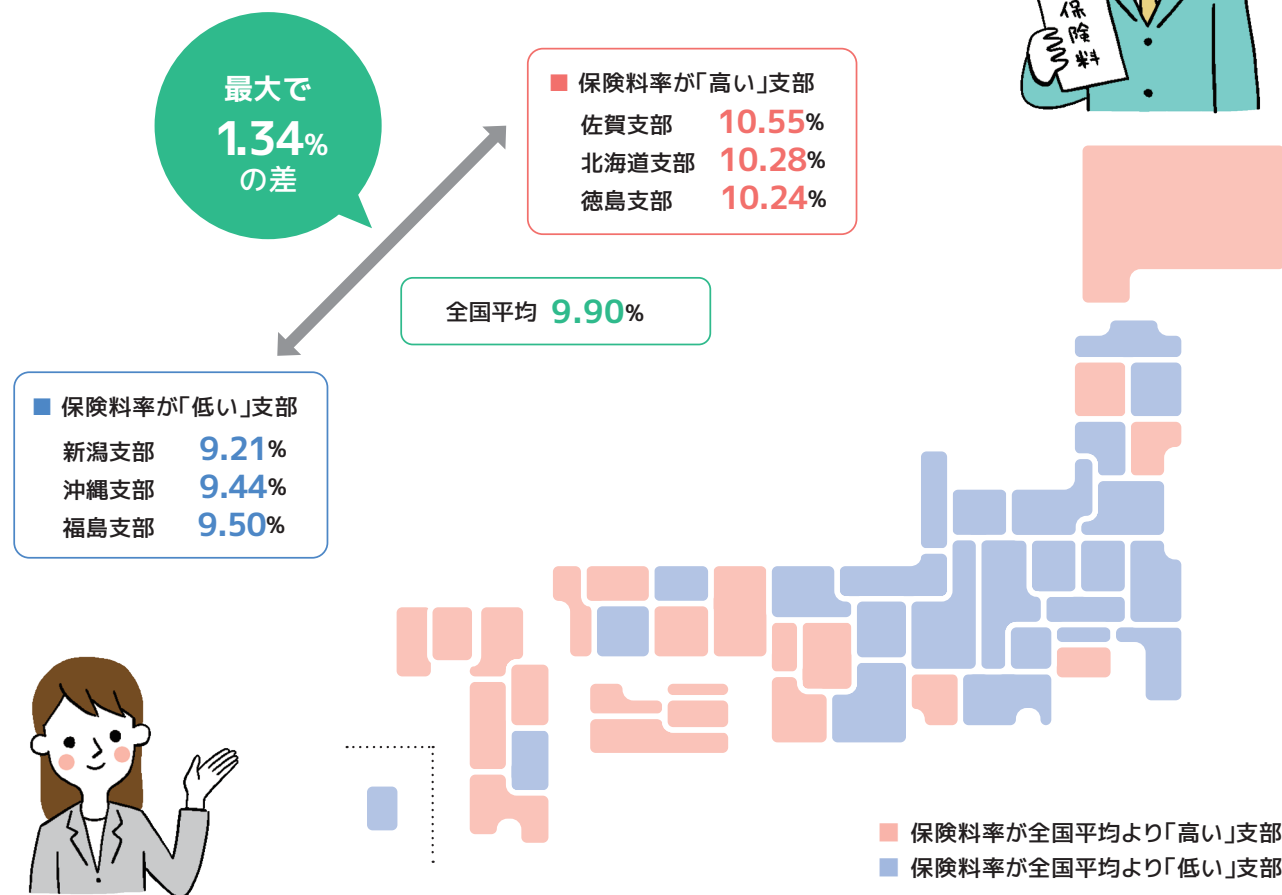 保険料
最大で
1.34%
の差
■ 保険料率が「高い」支部
佐賀支部 10.55%
北海道支部 10.28%
徳島支部 10.24%
全国平均 9.90%
■ 保険料率が「低い」支部
新潟支部 9.21%
沖縄支部 9.44%
福島支部 9.50%
■ 保険料率が全国平均より「高い」支部
■ 保険料率が全国平均より「低い」支部